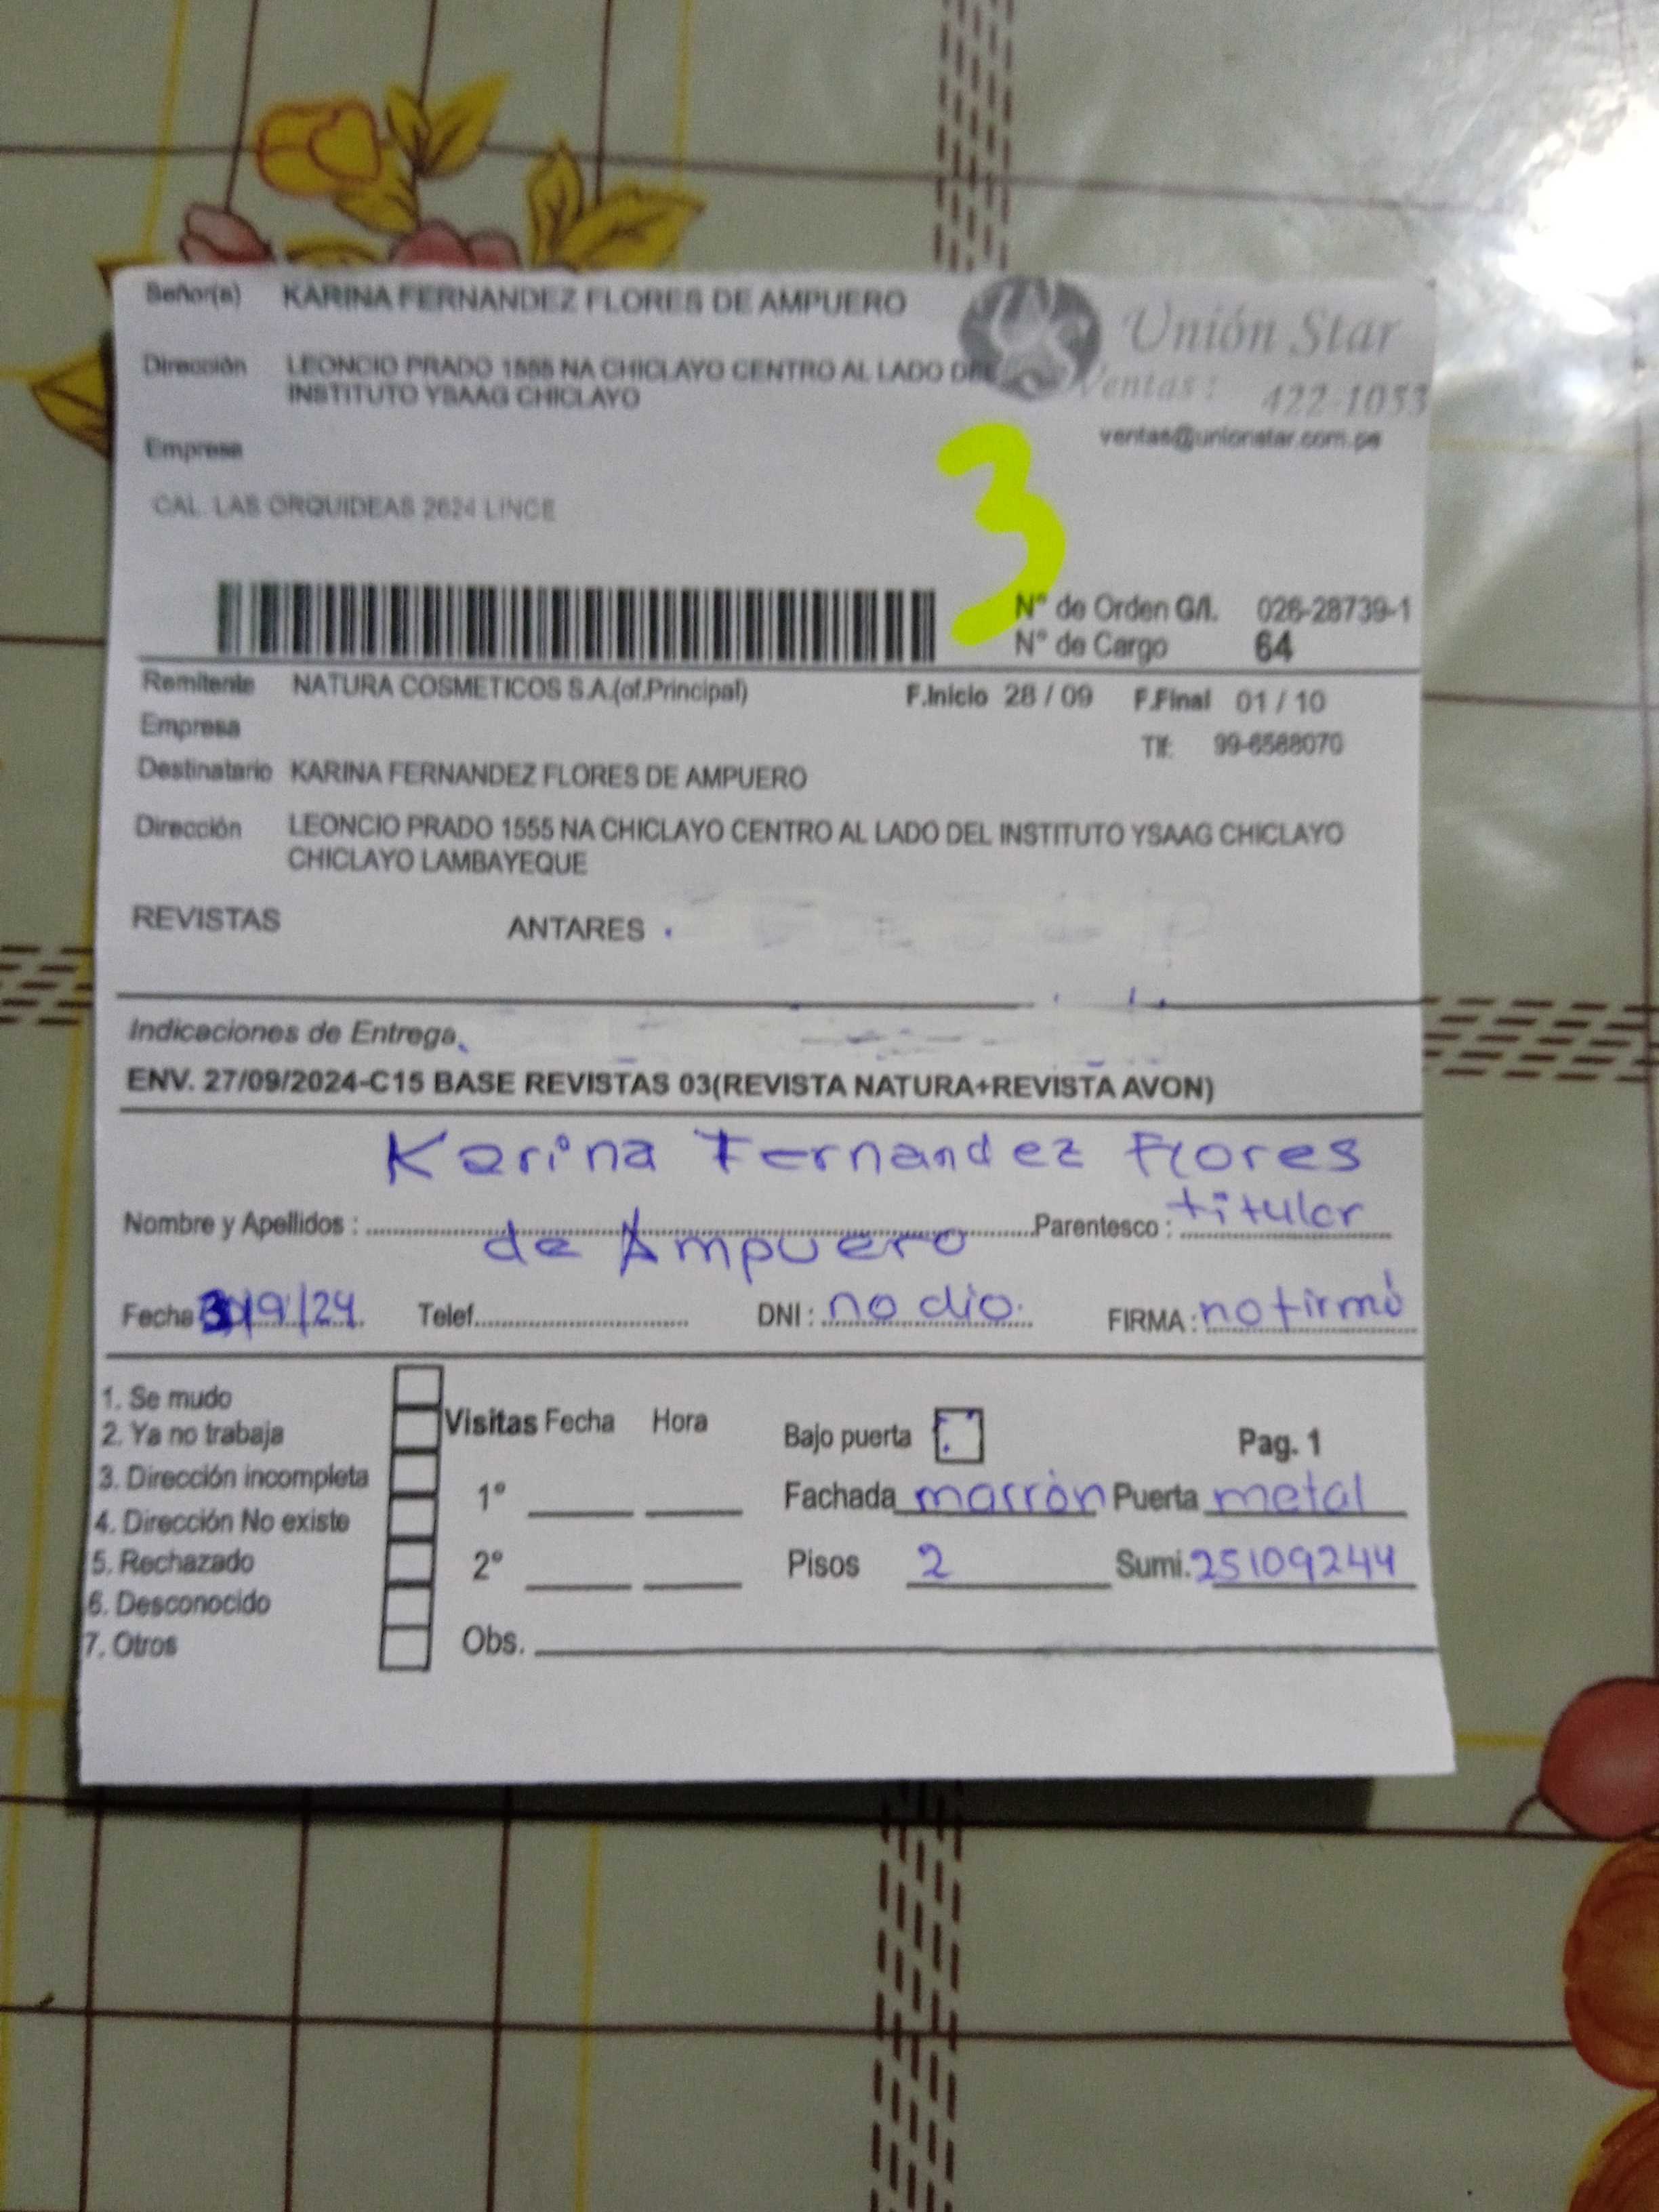 Señor(s) KARINA FERNANDEZ FLORES DE AMPUERO
Unión Star
Dirección LEONCIO PRADO 1555 NA CHICLAYO CENTRO AL LADO DEL
INSTITUTO YSAAG CHICLAYO
Ventas: 422-1053
ventas@unionstar.com.pe
Empresa
CAL. LAS ORQUIDEAS 2624 LINCE
3
N° de Orden G/I. 026-28739-1
N° de Cargo 64
Remitente NATURA COSMETICOS S.A.(of.Principal) F.Inicio 28 / 09 F.Final 01 / 10
Empresa Tlf: 99-6588070
Destinatario KARINA FERNANDEZ FLORES DE AMPUERO
Dirección LEONCIO PRADO 1555 NA CHICLAYO CENTRO AL LADO DEL INSTITUTO YSAAG CHICLAYO
CHICLAYO LAMBAYEQUE
REVISTAS ANTARES
Indicaciones de Entrega
ENV. 27/09/2024-C15 BASE REVISTAS 03(REVISTA NATURA+REVISTA AVON)
Karina Fernandez Flores
Nombre y Apellidos : de Ampuero Parentesco : titular
Fecha /9/24 Telef. DNI : no dio. FIRMA : no firmó
1. Se mudo
2. Ya no trabaja
3. Dirección incompleta
4. Dirección No existe
5. Rechazado
6. Desconocido
7. Otros
Visitas Fecha Hora Bajo puerta Pag. 1
1° Fachada marrón Puerta metal
2° Pisos 2 Sumi. 25109244
Obs.